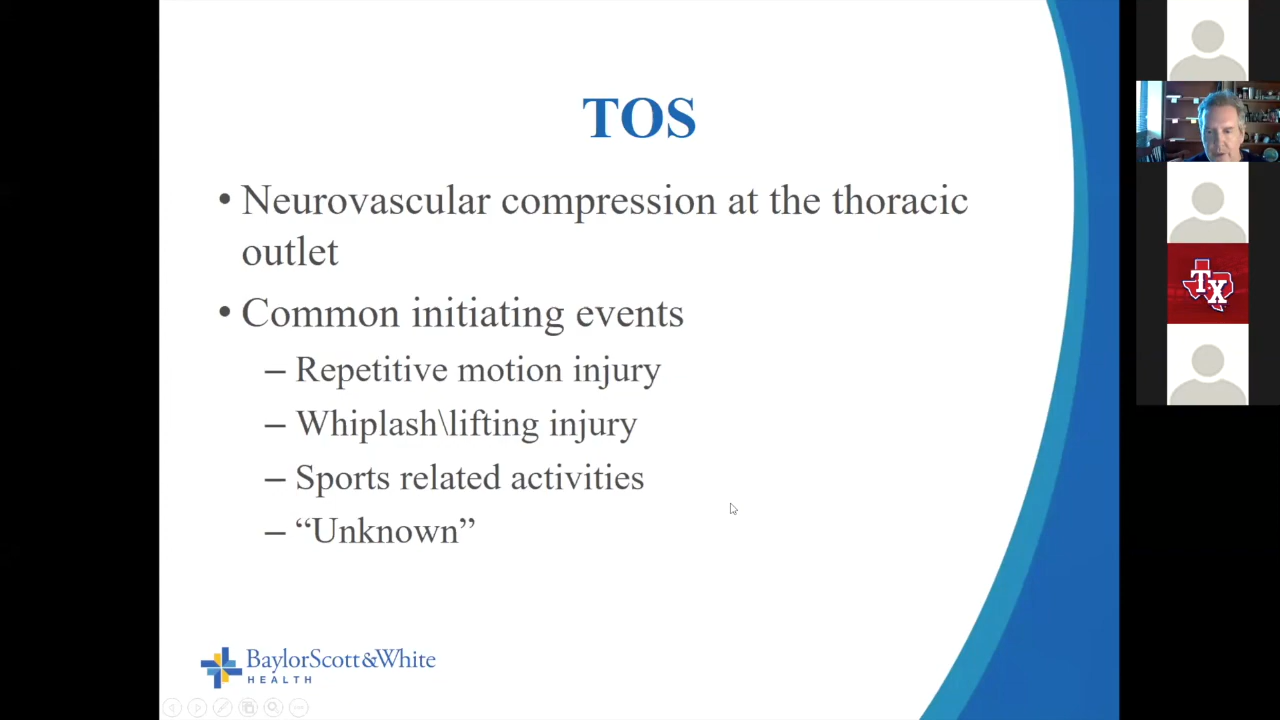 TOS
• Neurovascular compression at the thoracic
outlet
• Common initiating events
– Repetitive motion injury
– Whiplash\lifting injury
– Sports related activities
– “Unknown”
BaylorScott&White
HEALTH
TX